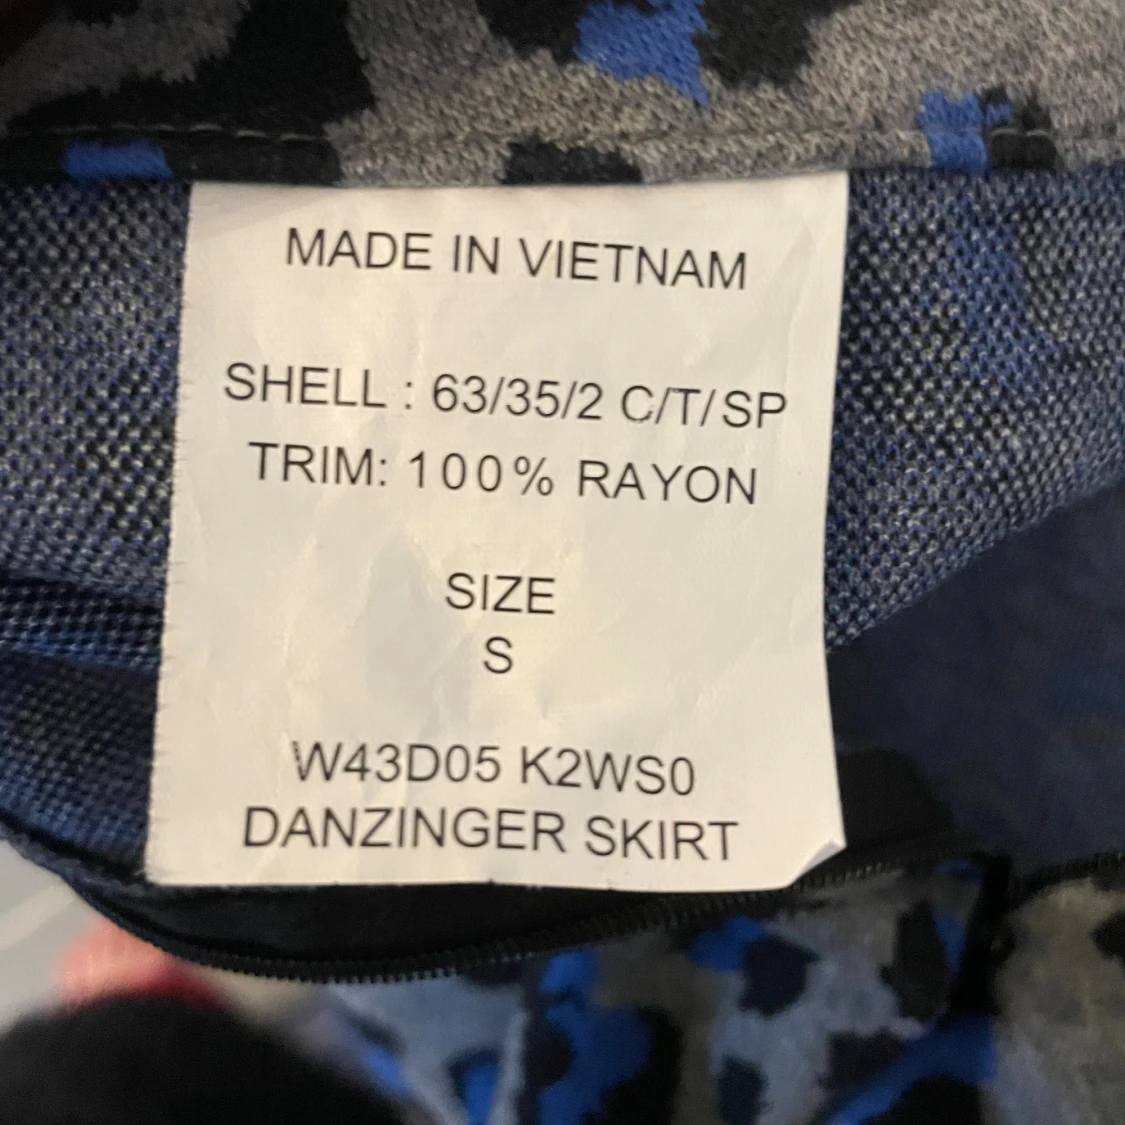 MADE IN VIETNAM
SHELL : 63/35/2 C/T/SP
TRIM: 100% RAYON
SIZE
S
W43D05 K2WS0
DANZINGER SKIRT